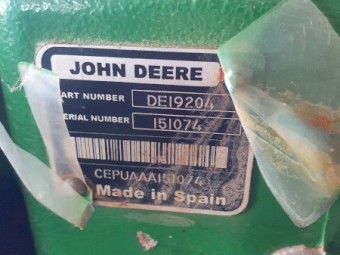 JOHN DEERE
ART NUMBER DE19204
ERIAL NUMBER 151074
CEPUAAA151074
Made in Spain